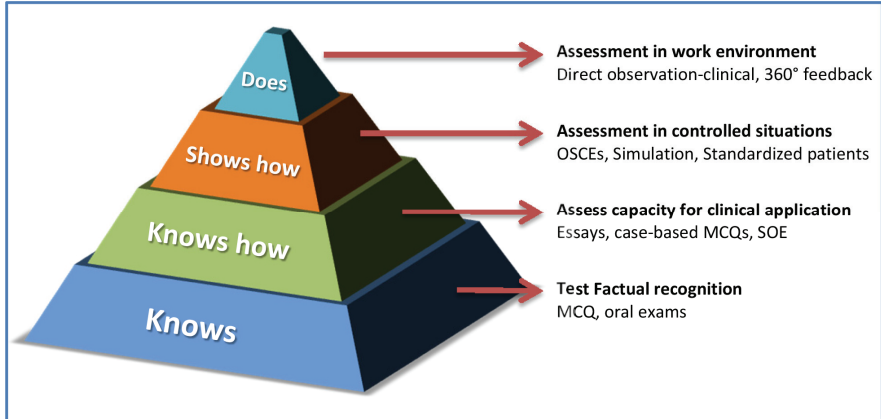 Does
Assessment in work environment
Direct observation-clinical, 360° feedback
Shows how
Assessment in controlled situations
OSCEs, Simulation, Standardized patients
Knows how
Assess capacity for clinical application
Essays, case-based MCQs, SOE
Knows
Test Factual recognition
MCQ, oral exams